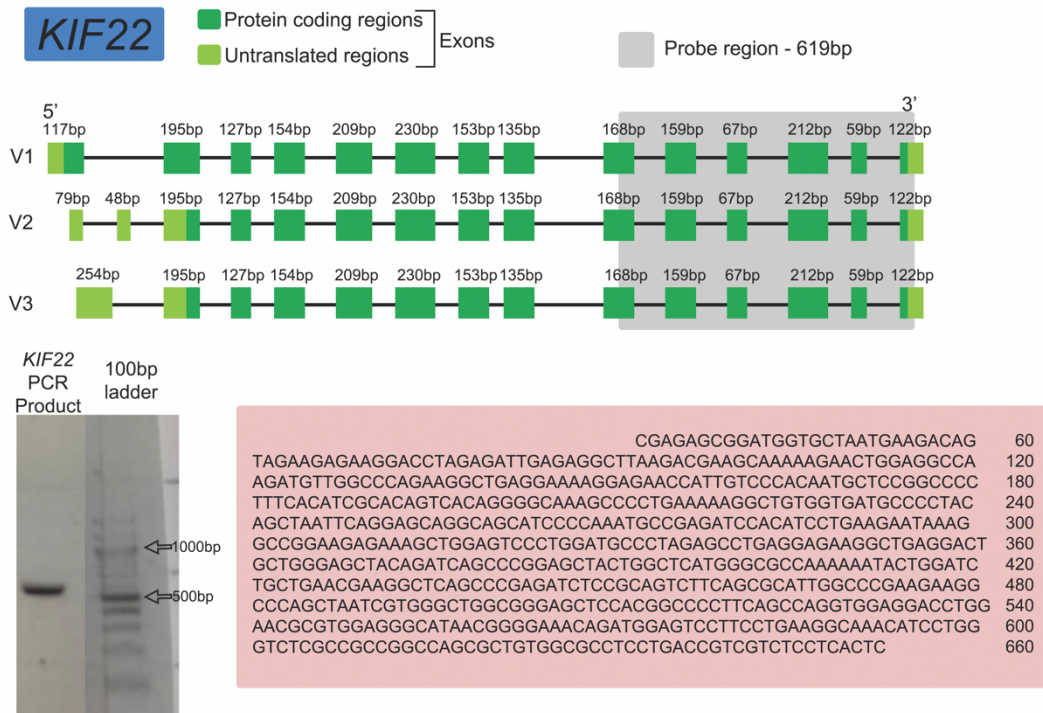 KIF22
Protein coding regions
Untranslated regions
Exons
Probe region - 619bp
5’
3’
117bp 195bp 127bp 154bp 209bp 230bp 153bp 135bp 168bp 159bp 67bp 212bp 59bp 122bp
V1
79bp 48bp 195bp 127bp 154bp 209bp 230bp 153bp 135bp 168bp 159bp 67bp 212bp 59bp 122bp
V2
254bp 195bp 127bp 154bp 209bp 230bp 153bp 135bp 168bp 159bp 67bp 212bp 59bp 122bp
V3
KIF22
PCR
Product
100bp
ladder
1000bp
500bp
CGAGAGCGGATGGTGCTAATGAAGACAG 60
TAGAAGAGAAGGACCTAGAGATTGAGAGGCTTAAGACGAAGCAAAAAGAACTGGAGGCCA 120
AGATGTTGGCCCAGAAGGCTGAGGAAAAGGAGAACCATTGTCCCACAATGCTCCGGCCCC 180
TTTCACATCGCACAGTCACAGGGGCAAAGCCCCTGAAAAAGGCTGTGGTGATGCCCCTAC 240
AGCTAATTCAGGAGCAGGCAGCATCCCCAAATGCCGAGATCCACATCCTGAAGAATAAAG 300
GCCGGAAGAGAAAGCTGGAGTCCCTGGATGCCCTAGAGCCTGAGGAGAAGGCTGAGGACT 360
GCTGGGAGCTACAGATCAGCCCGGAGCTACTGGCTCATGGGCGCCAAAAAATACTGGATC 420
TGCTGAACGAAGGCTCAGCCCGAGATCTCCGCAGTCTTCAGCGCATTGGCCCGAAGAAGG 480
CCCAGCTAATCGTGGGCTGGCGGGAGCTCCACGGCCCCTTCAGCCAGGTGGAGGACCTGG 540
AACGCGTGGAGGGCATAACGGGGAAACAGATGGAGTCCTTCCTGAAGGCAAACATCCTGG 600
GTCTCGCCGCCGGCCAGCGCTGTGGCGCCTCCTGACCGTCGTCTCCTCACTC 660